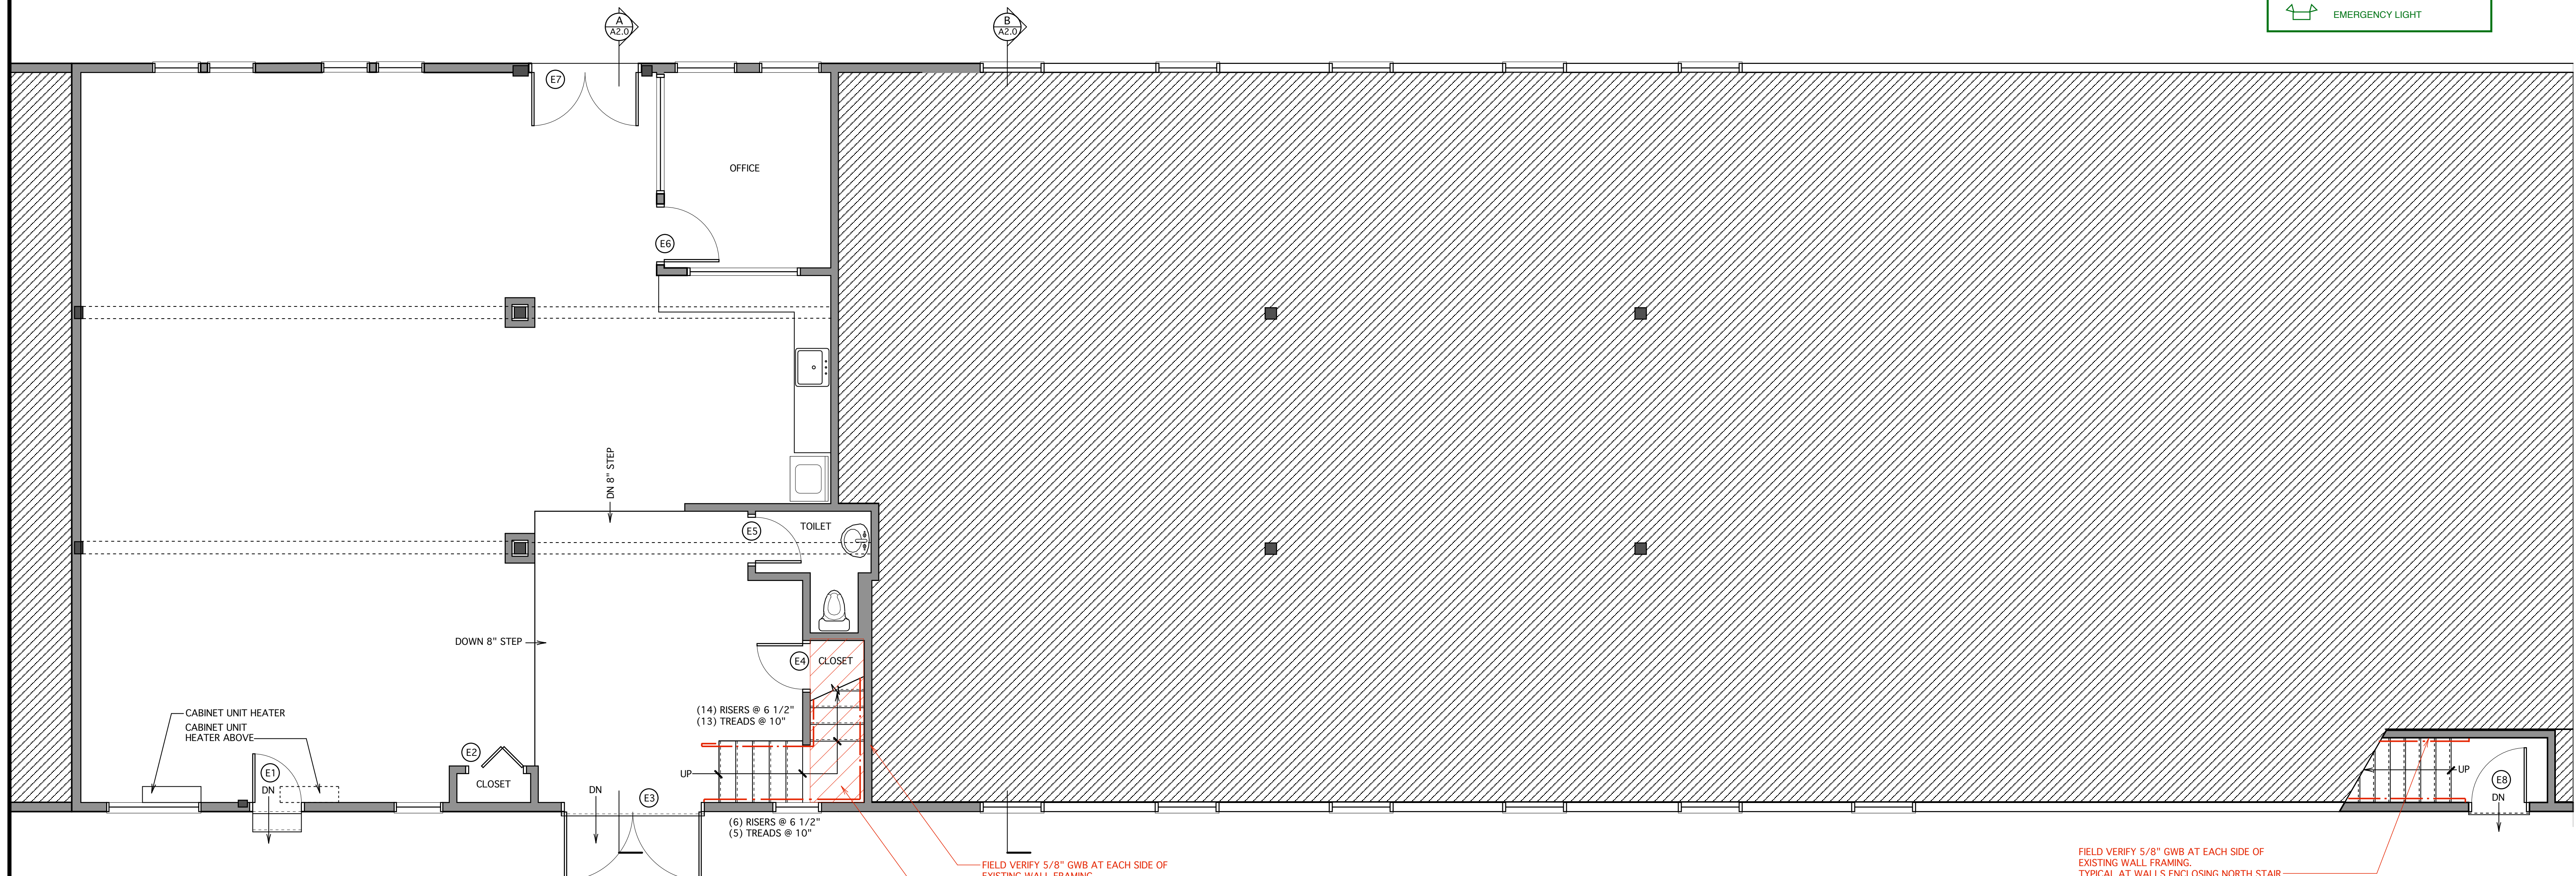 A
A2.0
B
A2.0
EMERGENCY LIGHT
E7
OFFICE
E6
DN 8" STEP
E5
TOILET
DOWN 8" STEP
E4
CLOSET
(14) RISERS @ 6 1/2"
(13) TREADS @ 10"
CABINET UNIT HEATER
CABINET UNIT
HEATER ABOVE
E2
CLOSET
E1
DN
UP
DN
E3
(6) RISERS @ 6 1/2"
(5) TREADS @ 10"
UP
E8
DN
FIELD VERIFY 5/8" GWB AT EACH SIDE OF
EXISTING WALL FRAMING.
FIELD VERIFY 5/8" GWB AT EACH SIDE OF
EXISTING WALL FRAMING.
TYPICAL AT WALLS ENCLOSING NORTH STAIR